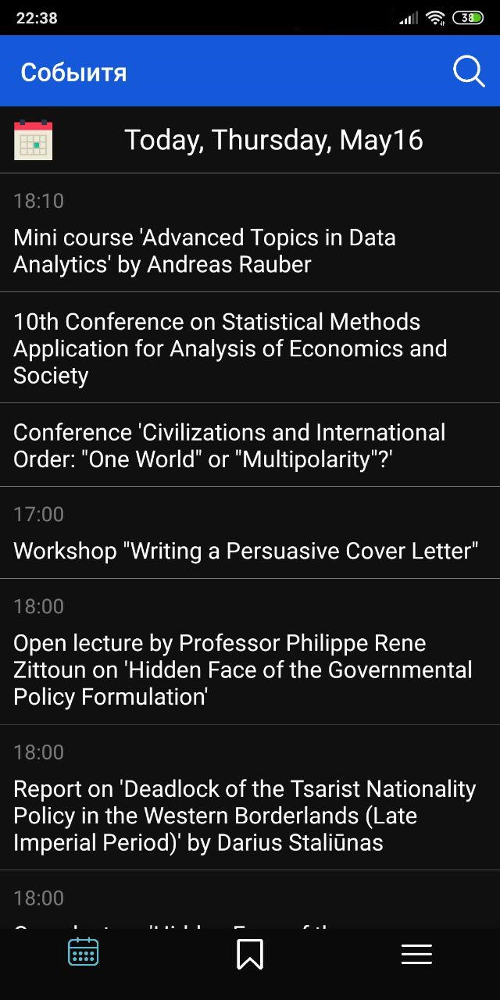 22:38
38
Собыитя
Today, Thursday, May16
18:10
Mini course 'Advanced Topics in Data
Analytics' by Andreas Rauber
10th Conference on Statistical Methods
Application for Analysis of Economics and
Society
Conference 'Civilizations and International
Order: "One World" or "Multipolarity"?'
17:00
Workshop "Writing a Persuasive Cover Letter"
18:00
Open lecture by Professor Philippe Rene
Zittoun on 'Hidden Face of the Governmental
Policy Formulation'
18:00
Report on 'Deadlock of the Tsarist Nationality
Policy in the Western Borderlands (Late
Imperial Period)' by Darius Staliūnas
18:00